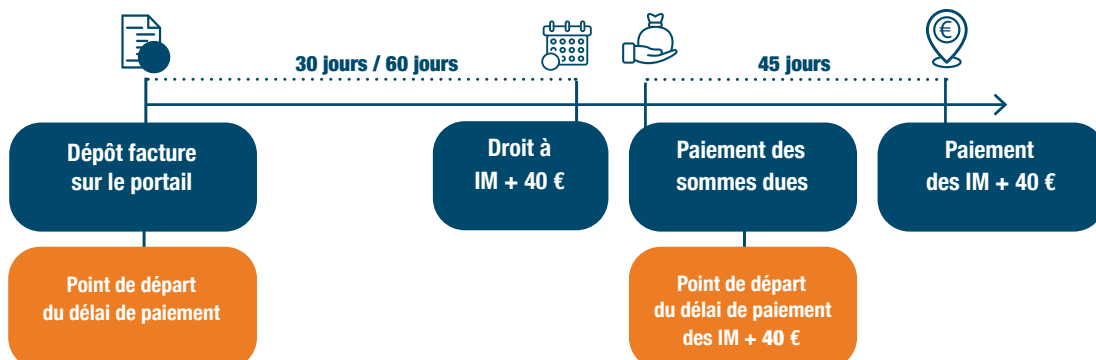 30 jours / 60 jours
45 jours
€
Dépôt facture
sur le portail
Droit à
IM + 40 €
Paiement des
sommes dues
Paiement
des IM + 40 €
Point de départ
du délai de paiement
Point de départ
du délai de paiement
des IM + 40 €